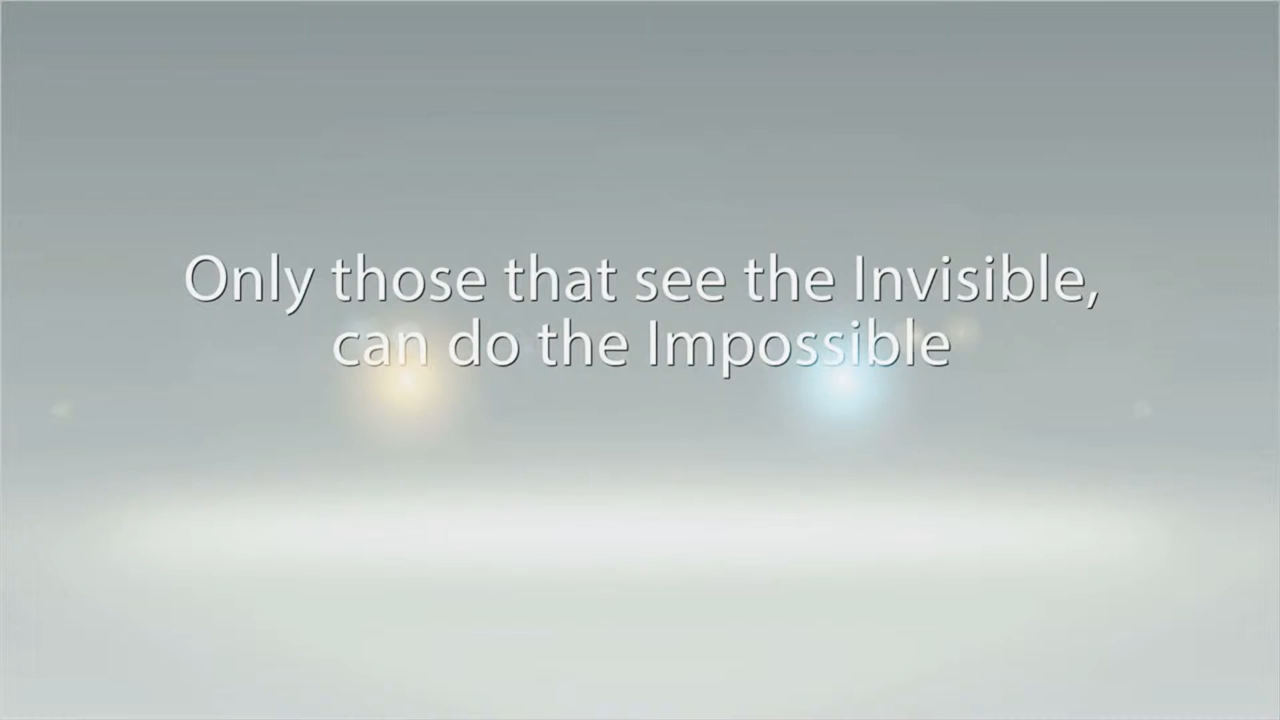 Only those that see the Invisible,
can do the Impossible